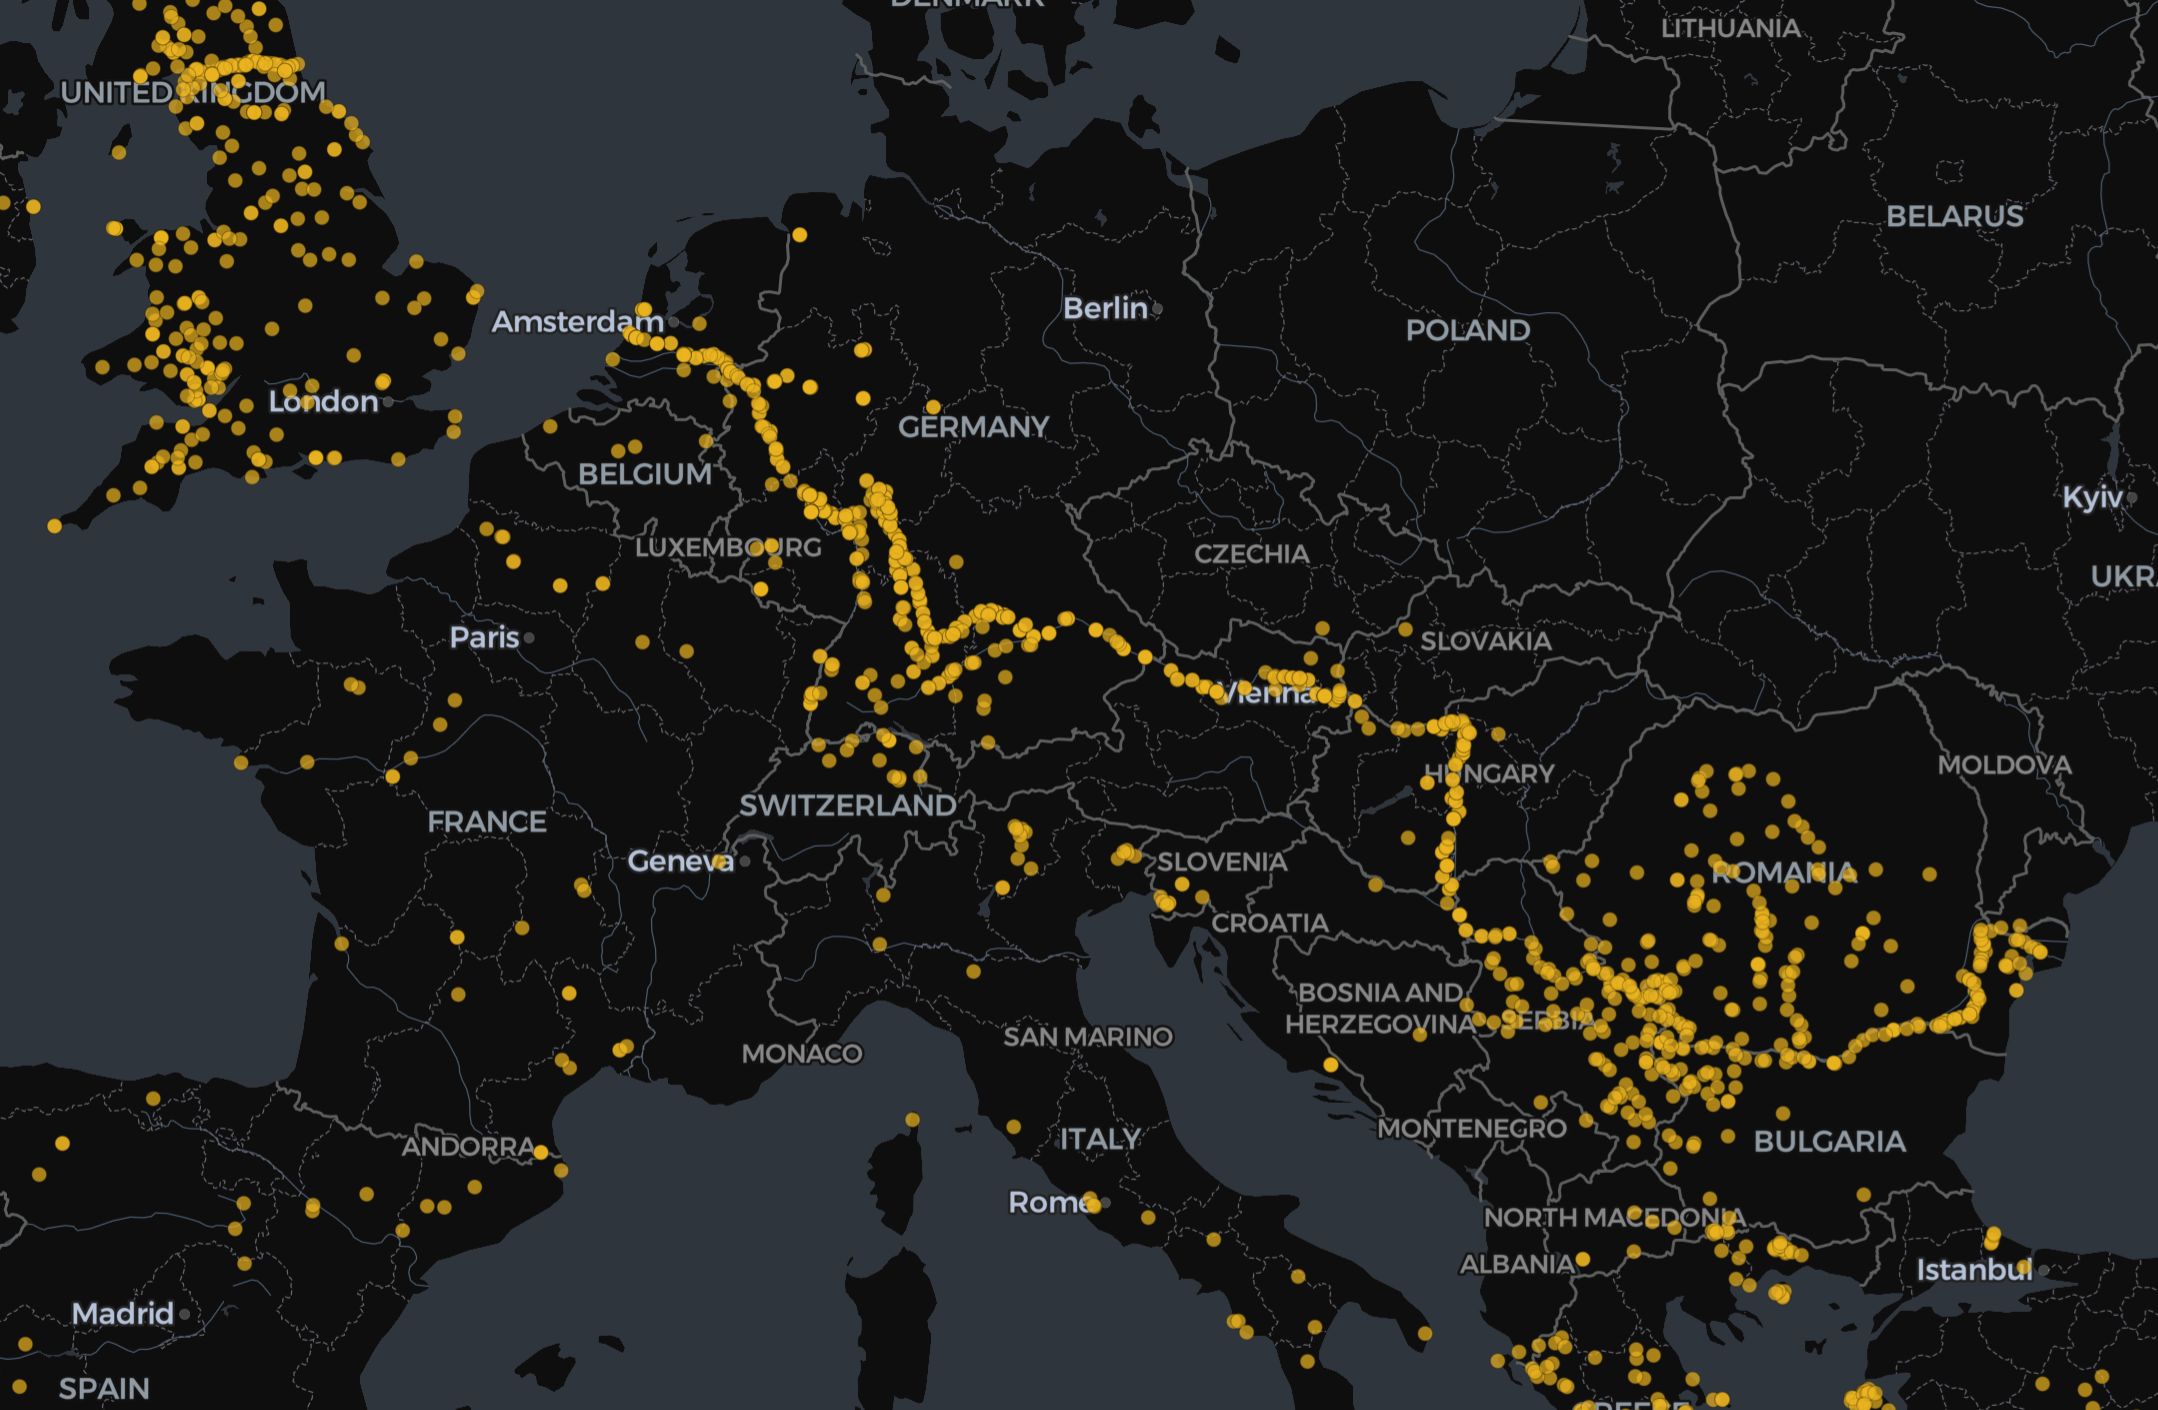 DENMARK
LITHUANIA
UNITED KINGDOM
BELARUS
Amsterdam
Berlin
POLAND
London
GERMANY
BELGIUM
Kyiv
LUXEMBOURG
CZECHIA
UKR
Paris
SLOVAKIA
Vienna
HUNGARY
MOLDOVA
SWITZERLAND
FRANCE
Geneva
SLOVENIA
ROMANIA
CROATIA
BOSNIA AND
HERZEGOVINA
SERBIA
SAN MARINO
MONACO
MONTENEGRO
ITALY
BULGARIA
ANDORRA
Rome
NORTH MACEDONIA
ALBANIA
Istanbul
Madrid
SPAIN